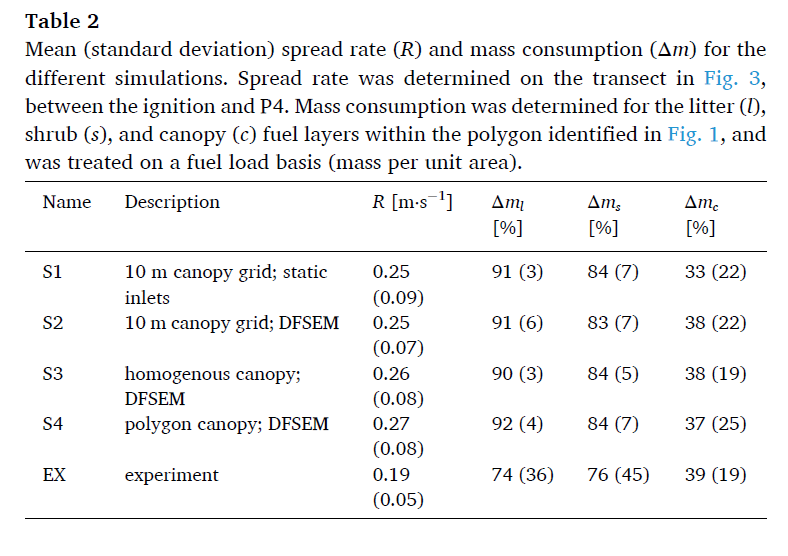 Table 2
Mean (standard deviation) spread rate (R) and mass consumption (Δm) for the
different simulations. Spread rate was determined on the transect in Fig. 3,
between the ignition and P4. Mass consumption was determined for the litter (l),
shrub (s), and canopy (c) fuel layers within the polygon identified in Fig. 1, and
was treated on a fuel load basis (mass per unit area).
Name Description R [m·s⁻¹] Δmₗ Δmₛ Δm꜀
[%] [%] [%]
S1 10 m canopy grid; static 0.25 91 (3) 84 (7) 33 (22)
inlets (0.09)
S2 10 m canopy grid; DFSEM 0.25 91 (6) 83 (7) 38 (22)
(0.07)
S3 homogenous canopy; 0.26 90 (3) 84 (5) 38 (19)
DFSEM (0.08)
S4 polygon canopy; DFSEM 0.27 92 (4) 84 (7) 37 (25)
(0.08)
EX experiment 0.19 74 (36) 76 (45) 39 (19)
(0.05)